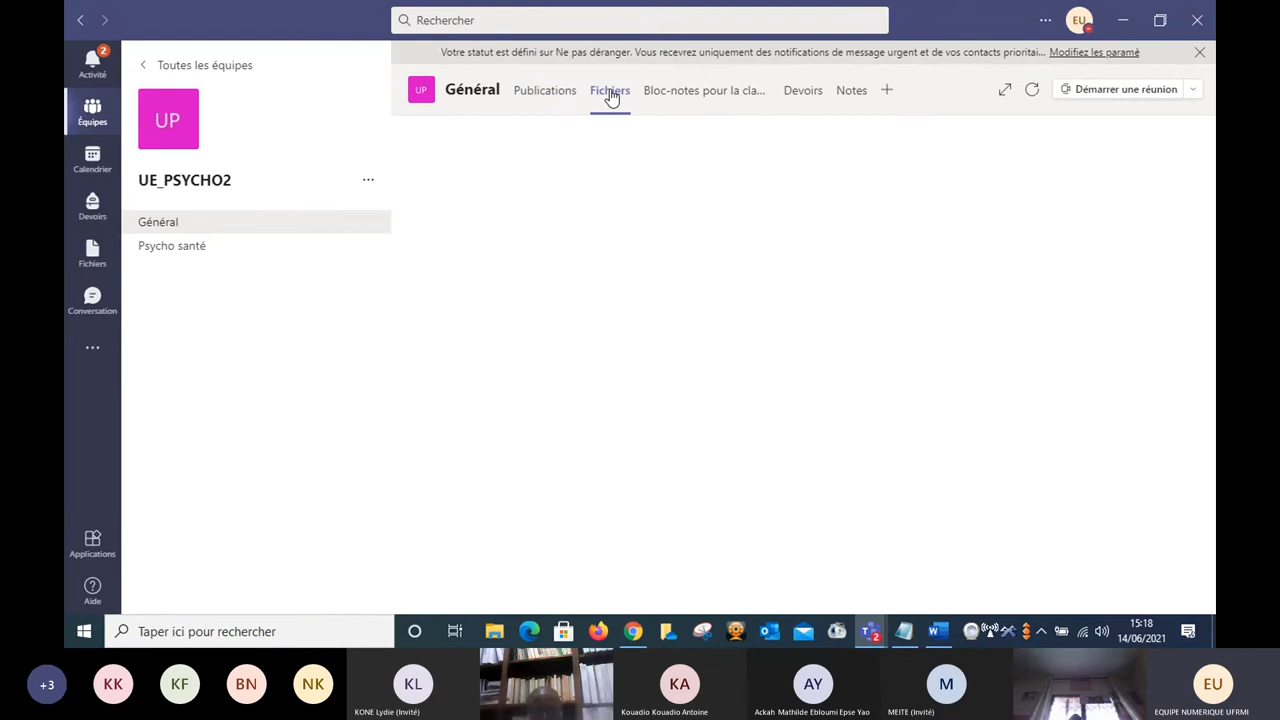 Rechercher
EU
Votre statut est défini sur Ne pas déranger. Vous recevrez uniquement des notifications de message urgent et de vos contacts prioritai... Modifiez les paramè
2
Activité
Équipes
Calendrier
Devoirs
Fichiers
Conversation
Applications
Aide
Toutes les équipes
UP
UE_PSYCHO2
Général
Psycho santé
UP
Général
Publications
Fichiers
Bloc-notes pour la cla...
Devoirs
Notes
Démarrer une réunion
Taper ici pour rechercher
2
15:18
14/06/2021
+3
KK
KF
BN
NK
KL
KONE Lydie (Invité)
KA
Kouadio Kouadio Antoine
AY
Ackah Mathilde Ebloumi Epse Yao
M
MEITE (Invité)
EU
EQUIPE NUMERIQUE UFRMI